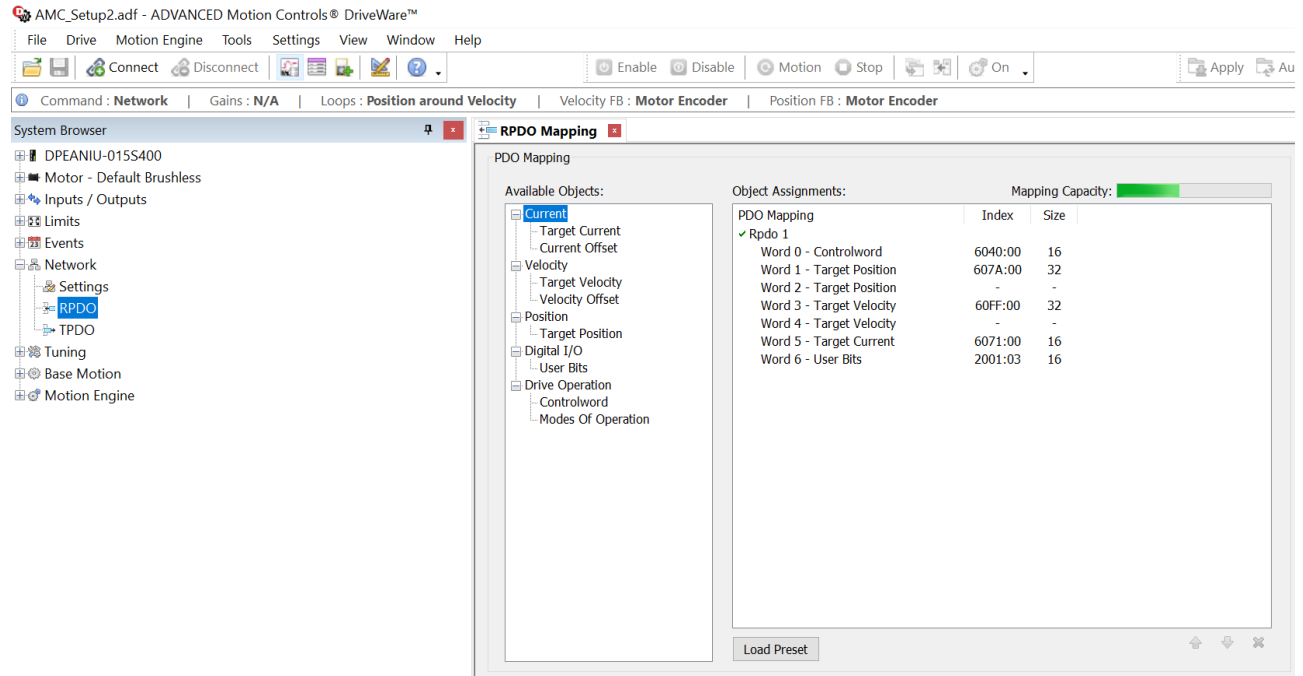 AMC_Setup2.adf - ADVANCED Motion Controls® DriveWare™
File Drive Motion Engine Tools Settings View Window Help
Connect Disconnect Enable Disable Motion Stop On Apply Au
Command : Network | Gains : N/A | Loops : Position around Velocity | Velocity FB : Motor Encoder | Position FB : Motor Encoder
System Browser
DPEANIU-015S400
Motor - Default Brushless
Inputs / Outputs
Limits
Events
Network
Settings
RPDO
TPDO
Tuning
Base Motion
Motion Engine
RPDO Mapping
PDO Mapping
Available Objects:
Current
Target Current
Current Offset
Velocity
Target Velocity
Velocity Offset
Position
Target Position
Digital I/O
User Bits
Drive Operation
Controlword
Modes Of Operation
Object Assignments: Mapping Capacity:
PDO Mapping Index Size
Rpdo 1
Word 0 - Controlword 6040:00 16
Word 1 - Target Position 607A:00 32
Word 2 - Target Position - -
Word 3 - Target Velocity 60FF:00 32
Word 4 - Target Velocity - -
Word 5 - Target Current 6071:00 16
Word 6 - User Bits 2001:03 16
Load Preset